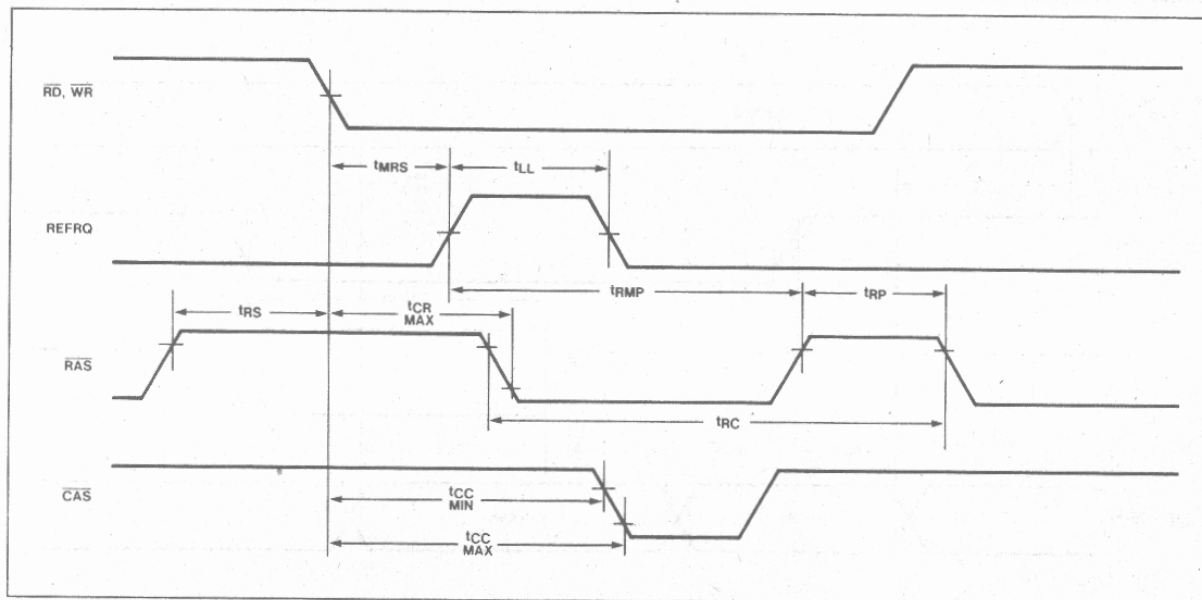 RD, WR
tMRS
tLL
REFRQ
tRMP
tRP
tRS
tCR
MAX
RAS
tRC
CAS
tCC
MIN
tCC
MAX